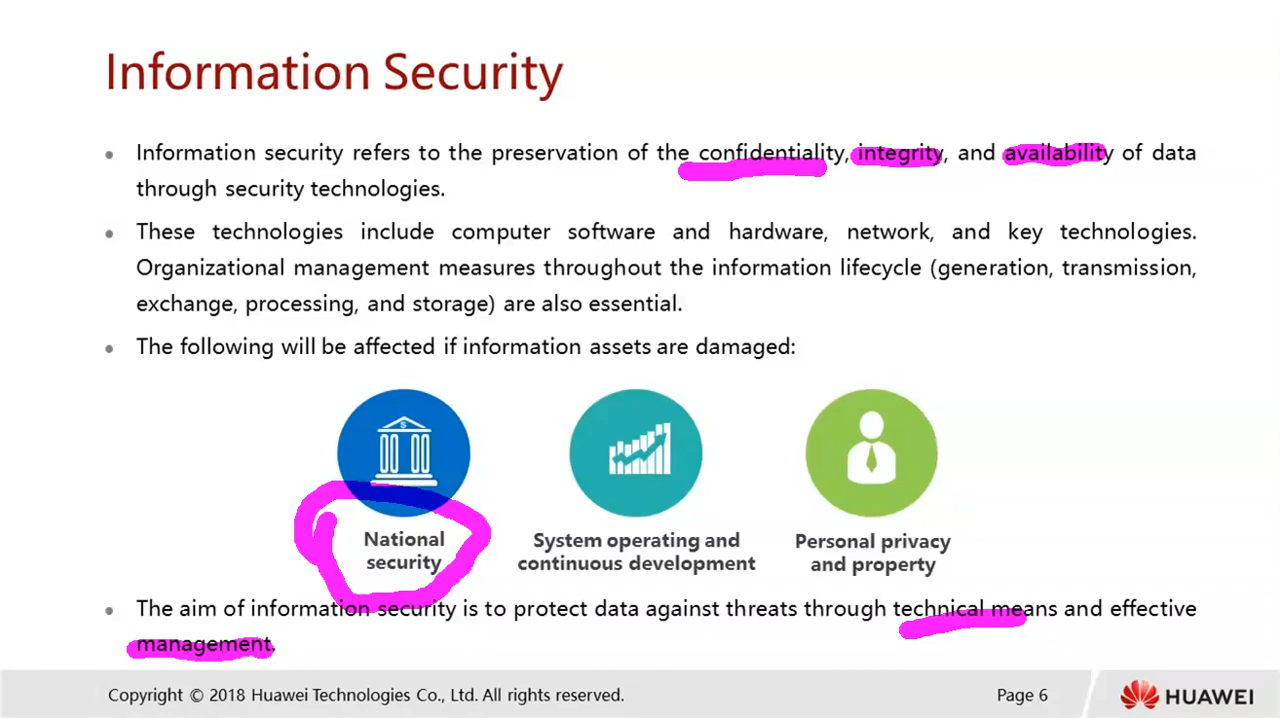 Information Security
Information security refers to the preservation of the confidentiality, integrity, and availability of data
through security technologies.
These technologies include computer software and hardware, network, and key technologies.
Organizational management measures throughout the information lifecycle (generation, transmission,
exchange, processing, and storage) are also essential.
The following will be affected if information assets are damaged:
$
National
security
System operating and
continuous development
Personal privacy
and property
The aim of information security is to protect data against threats through technical means and effective
management.
Copyright © 2018 Huawei Technologies Co., Ltd. All rights reserved.
Page 6
HUAWEI